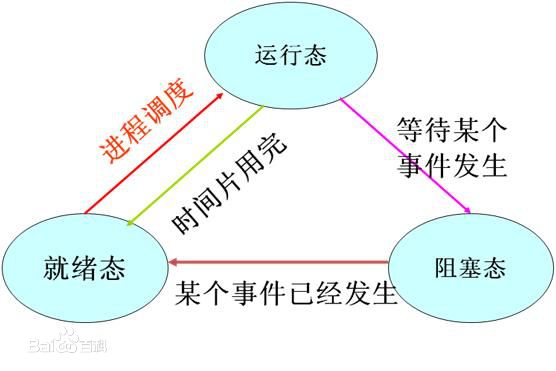 运行态
进程调度
时间片用完
等待某个
事件发生
就绪态
阻塞态
某个事件已经发生
Bai百科